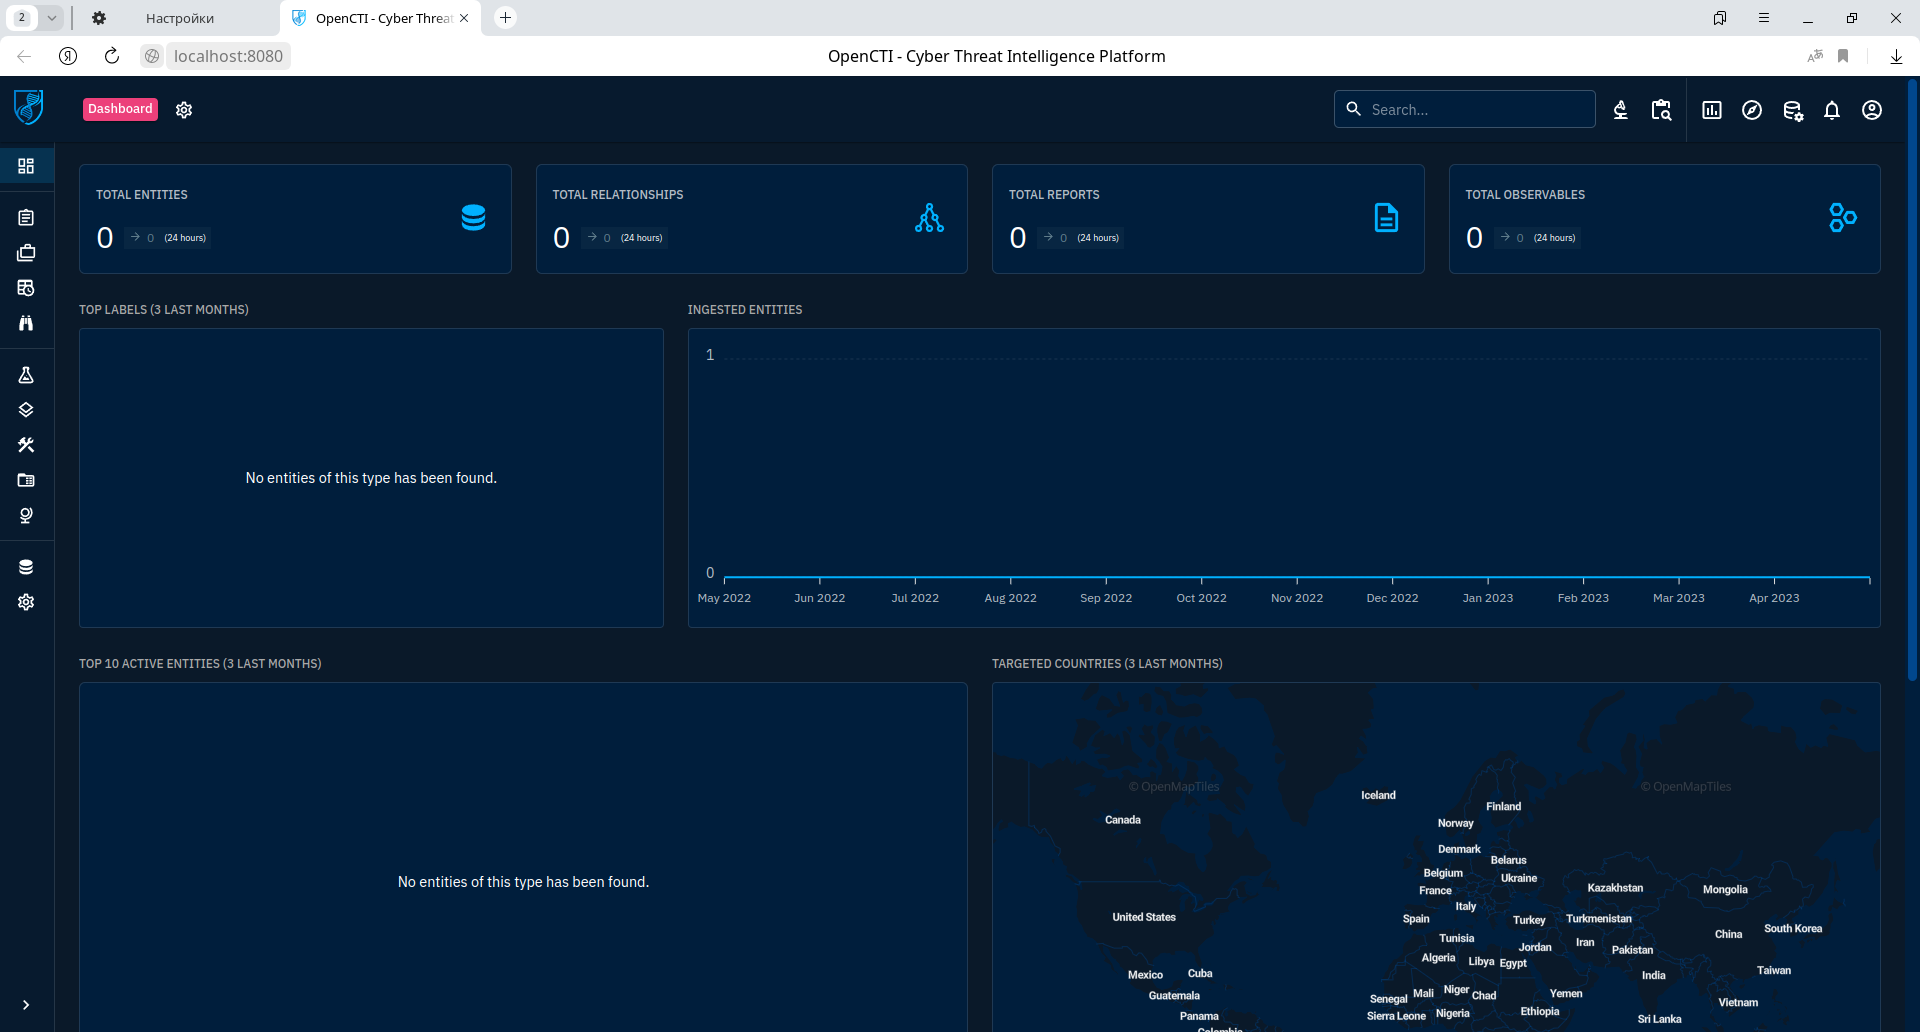 2
Настройки
OpenCTI - Cyber Threat
localhost:8080
OpenCTI - Cyber Threat Intelligence Platform
Dashboard
Search...
TOTAL ENTITIES
0 → 0 (24 hours)
TOTAL RELATIONSHIPS
0 → 0 (24 hours)
TOTAL REPORTS
0 → 0 (24 hours)
TOTAL OBSERVABLES
0 → 0 (24 hours)
TOP LABELS (3 LAST MONTHS)
No entities of this type has been found.
INGESTED ENTITIES
1
0
May 2022 Jun 2022 Jul 2022 Aug 2022 Sep 2022 Oct 2022 Nov 2022 Dec 2022 Jan 2023 Feb 2023 Mar 2023 Apr 2023
TOP 10 ACTIVE ENTITIES (3 LAST MONTHS)
No entities of this type has been found.
TARGETED COUNTRIES (3 LAST MONTHS)
© OpenMapTiles
© OpenMapTiles
Iceland
Finland
Canada
Norway
Denmark
Belarus
Belgium
Ukraine
France
Kazakhstan
Mongolia
Italy
United States
Spain
Turkey
Turkmenistan
South Korea
China
Tunisia
Iran
Jordan
Pakistan
Algeria
Libya
Egypt
Taiwan
Mexico
Cuba
India
Guatemala
Senegal
Mali
Niger
Chad
Yemen
Vietnam
Panama
Sierra Leone
Nigeria
Ethiopia
Sri Lanka
Colombia